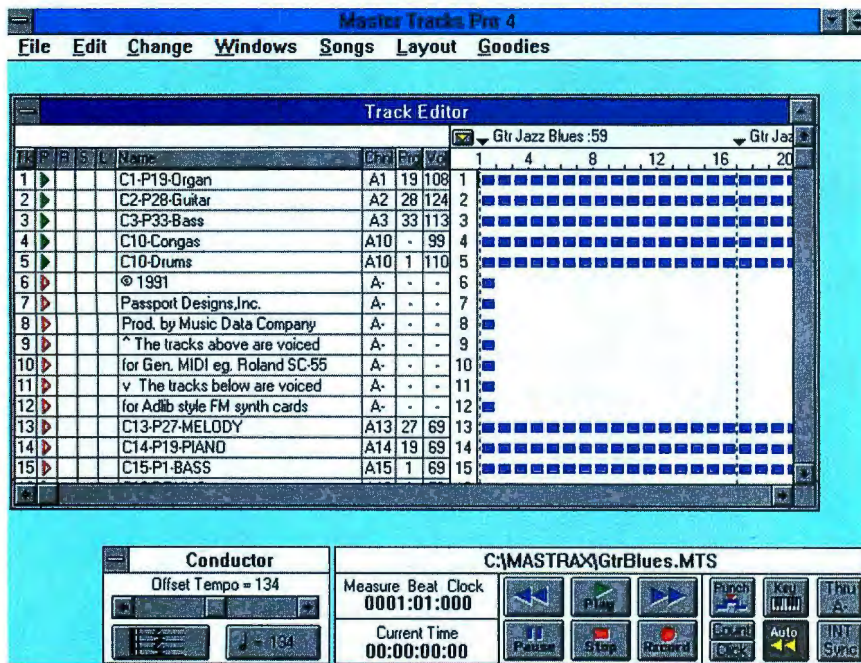 Master Tracks Pro 4
File Edit Change Windows Songs Layout Goodies
Track Editor
Gtr Jazz Blues :59 Gtr Jaz
Trk P R S L Name Chn Prg Vol 1 4 8 12 16 20
1 C1-P19-Organ A1 19 108 1
2 C2-P28-Guitar A2 28 124 2
3 C3-P33-Bass A3 33 113 3
4 C10-Congas A10 - 99 4
5 C10-Drums A10 1 110 5
6 © 1991 A- - - 6
7 Passport Designs,Inc. A- - - 7
8 Prod. by Music Data Company A- - - 8
9 ^ The tracks above are voiced A- - - 9
10 for Gen. MIDI eg. Roland SC-55 A- - - 10
11 v The tracks below are voiced A- - - 11
12 for Adlib style FM synth cards A- - - 12
13 C13-P27-MELODY A13 27 69 13
14 C14-P19-PIANO A14 19 69 14
15 C15-P1-BASS A15 1 69 15
Conductor
Offset Tempo = 134
= 134
C:\MASTRAX\GtrBlues.MTS
Measure Beat Clock
0001:01:000
Current Time
00:00:00:00
Play
Pause Stop Record
Punch Key Thru
A-
Count Auto INT
Click Sync